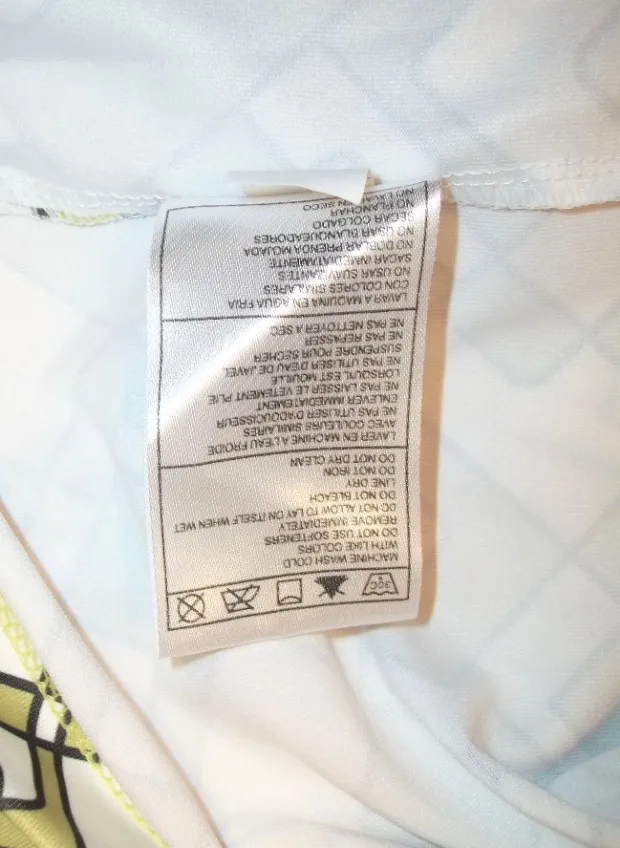 30C
MACHINE WASH COLD
WITH LIKE COLORS
DO NOT USE SOFTENERS
REMOVE IMMEDIATELY
DO NOT ALLOW TO LAY ON ITSELF WHEN WET
DO NOT BLEACH
LINE DRY
DO NOT IRON
DO NOT DRY CLEAN
LAVER EN MACHINE A L'EAU FROIDE
AVEC COULEURS SIMILAIRES
NE PAS UTILISER D'ADOUCISSEUR
ENLEVER IMMEDIATEMENT
NE PAS LAISSER LE VETEMENT PLIE
LORSQU'IL EST MOUILLE
NE PAS UTILISER D'EAU DE JAVEL
SUSPENDRE POUR SECHER
NE PAS REPASSER
NE PAS NETTOYER A SEC
LAVAR A MAQUINA EN AGUA FRIA
CON COLORES SIMILARES
NO USAR SUAVIZANTES
SACAR INMEDIATAMENTE
NO DOBLAR PRENDA MOJADA
NO USAR BLANQUEADORES
SECAR COLGADO
NO PLANCHAR
NO LAVAR EN SECO